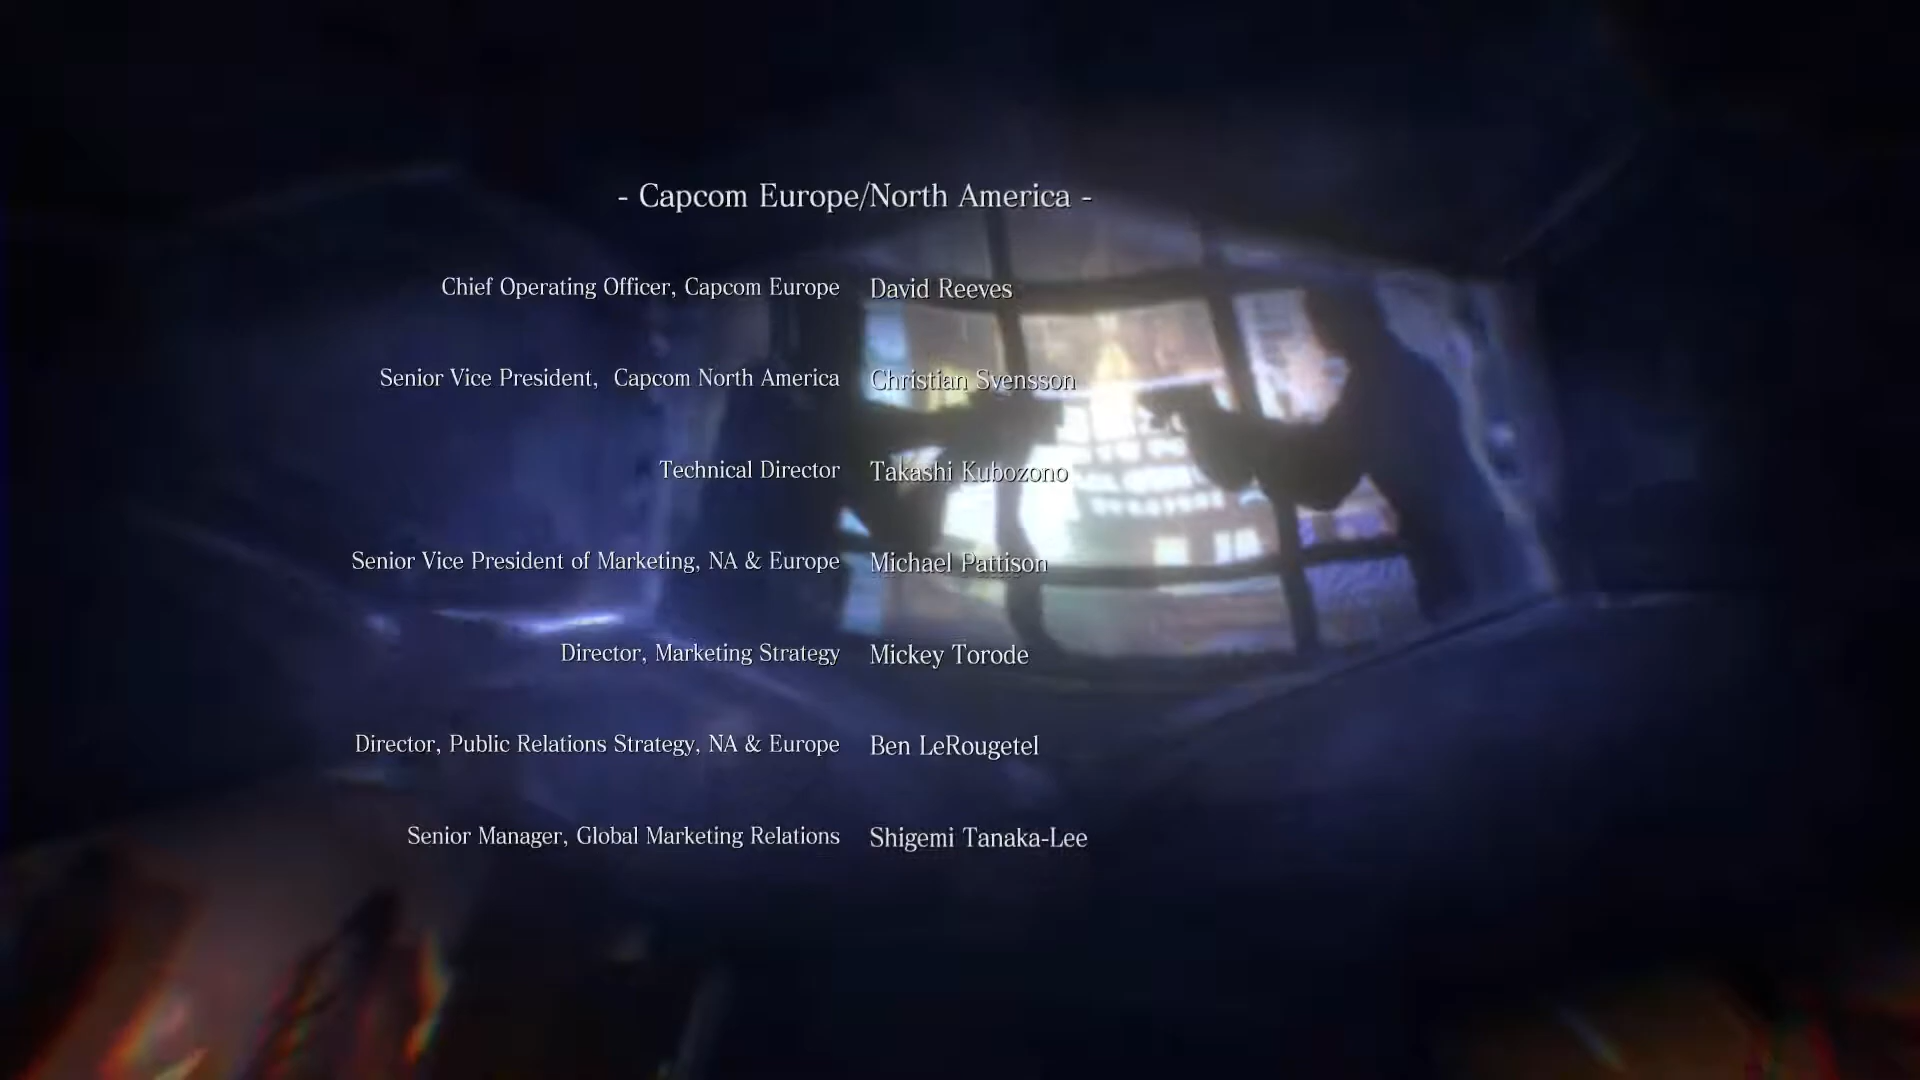 - Capcom Europe/North America -
Chief Operating Officer, Capcom Europe David Reeves
Senior Vice President, Capcom North America Christian Svensson
Technical Director Takashi Kubozono
Senior Vice President of Marketing, NA & Europe Michael Pattison
Director, Marketing Strategy Mickey Torode
Director, Public Relations Strategy, NA & Europe Ben LeRougetel
Senior Manager, Global Marketing Relations Shigemi Tanaka-Lee